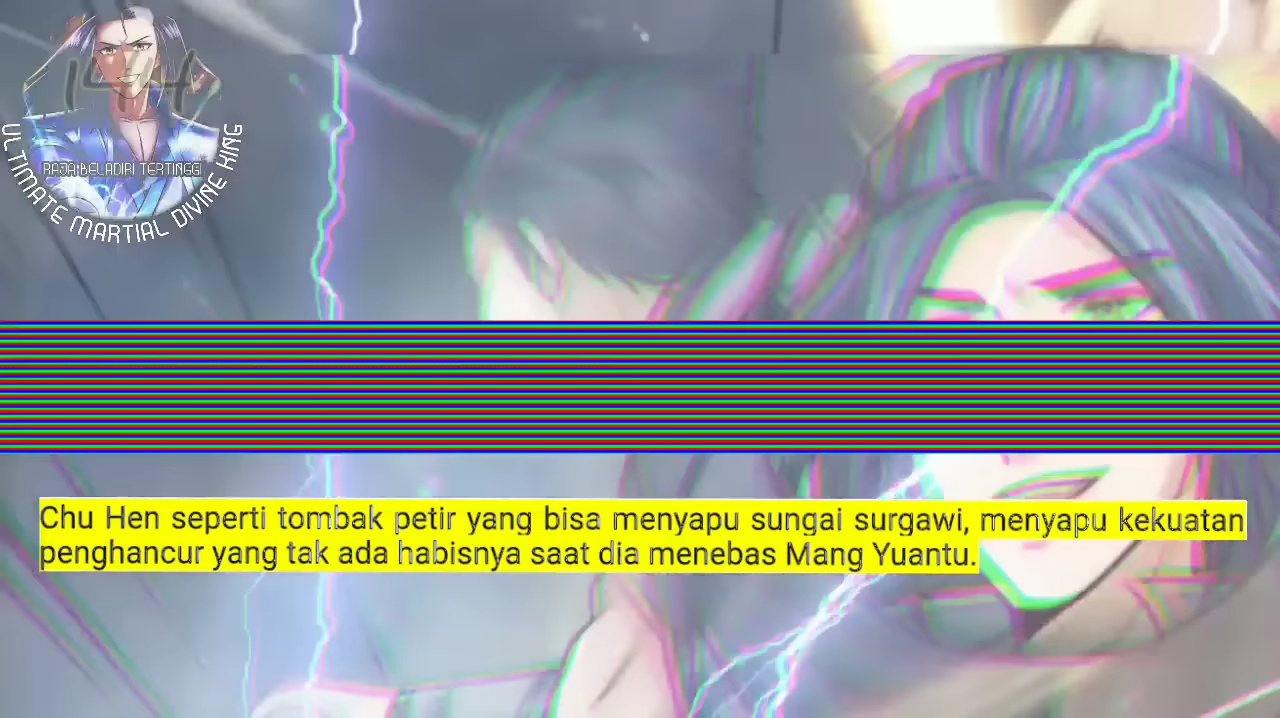 144
RAJA BELADIRI TERTINGGI
ULTIMATE MARTIAL DIVINE KING
Chu Hen seperti tombak petir yang bisa menyapu sungai surgawi, menyapu kekuatan
penghancur yang tak ada habisnya saat dia menebas Mang Yuantu.